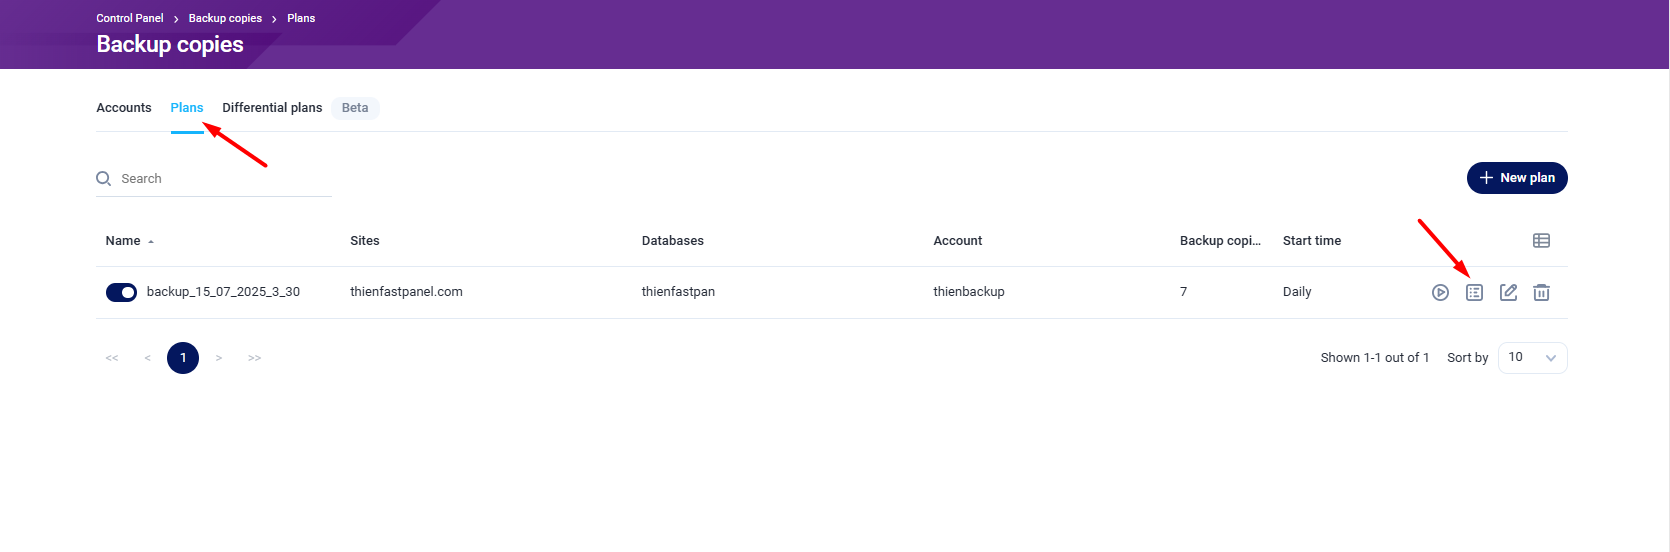 Control Panel > Backup copies > Plans
Backup copies
Accounts Plans Differential plans Beta
Search
+ New plan
Name Sites Databases Account Backup copi... Start time
backup_15_07_2025_3_30 thienfastpanel.com thienfastpan thienbackup 7 Daily
<< < 1 > >> Shown 1-1 out of 1 Sort by 10